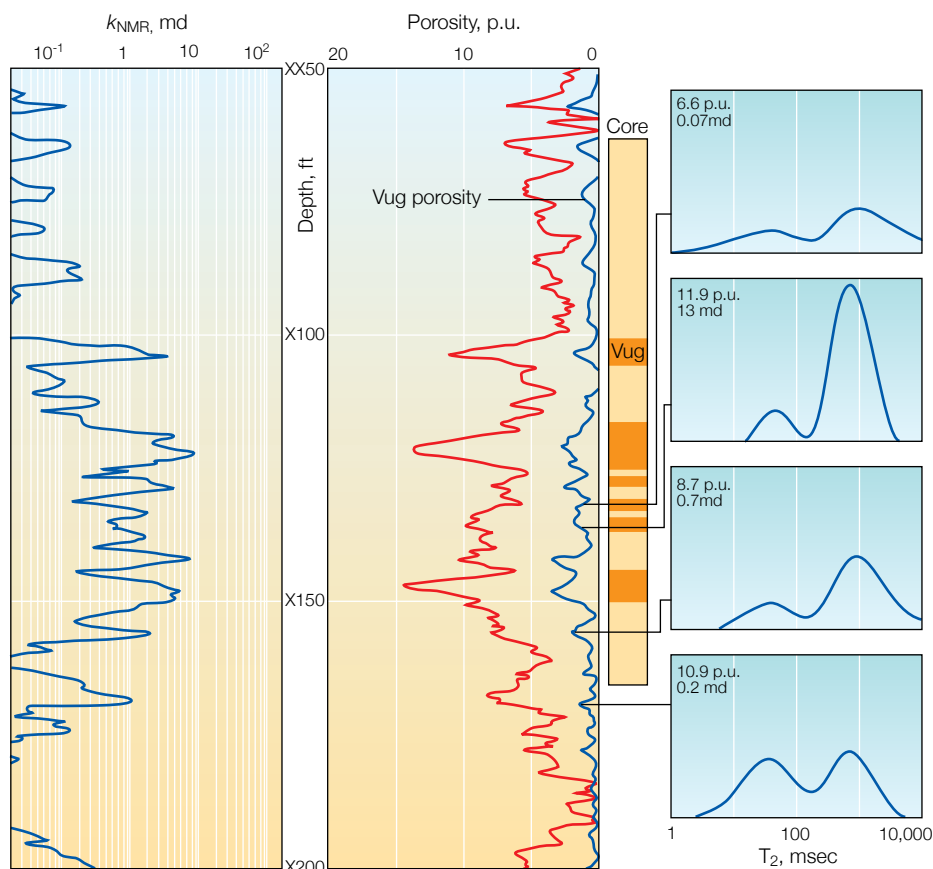 k_NMR, md
10⁻¹ 1 10 10²
Porosity, p.u.
20 10 0
XX50
X100
X150
X200
Depth, ft
Vug porosity
Core
Vug
6.6 p.u.
0.07md
11.9 p.u.
13 md
8.7 p.u.
0.7md
10.9 p.u.
0.2 md
1 100 10,000
T₂, msec